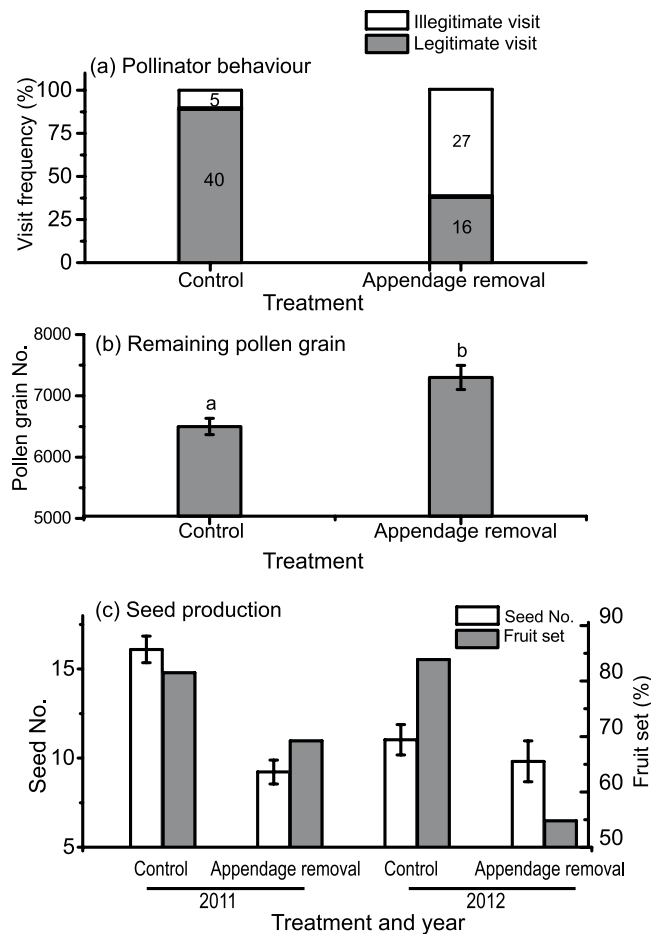 Illegitimate visit
Legitimate visit
(a) Pollinator behaviour
Visit frequency (%)
100
75
50
25
0
5
40
27
16
Control
Appendage removal
Treatment
(b) Remaining pollen grain
Pollen grain No.
8000
7000
6000
5000
a
b
Control
Appendage removal
Treatment
(c) Seed production
Seed No.
Fruit set
Seed No.
15
10
5
90
80
70
60
50
Fruit set (%)
Control
Appendage removal
Control
Appendage removal
2011
2012
Treatment and year